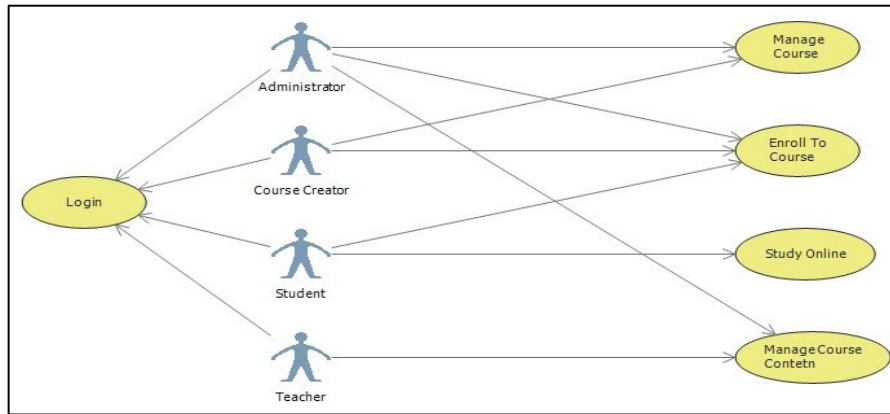 Administrator
Manage
Course
Course Creator
Enroll To
Course
Login
Student
Study Online
Teacher
Manage Course
Contetn